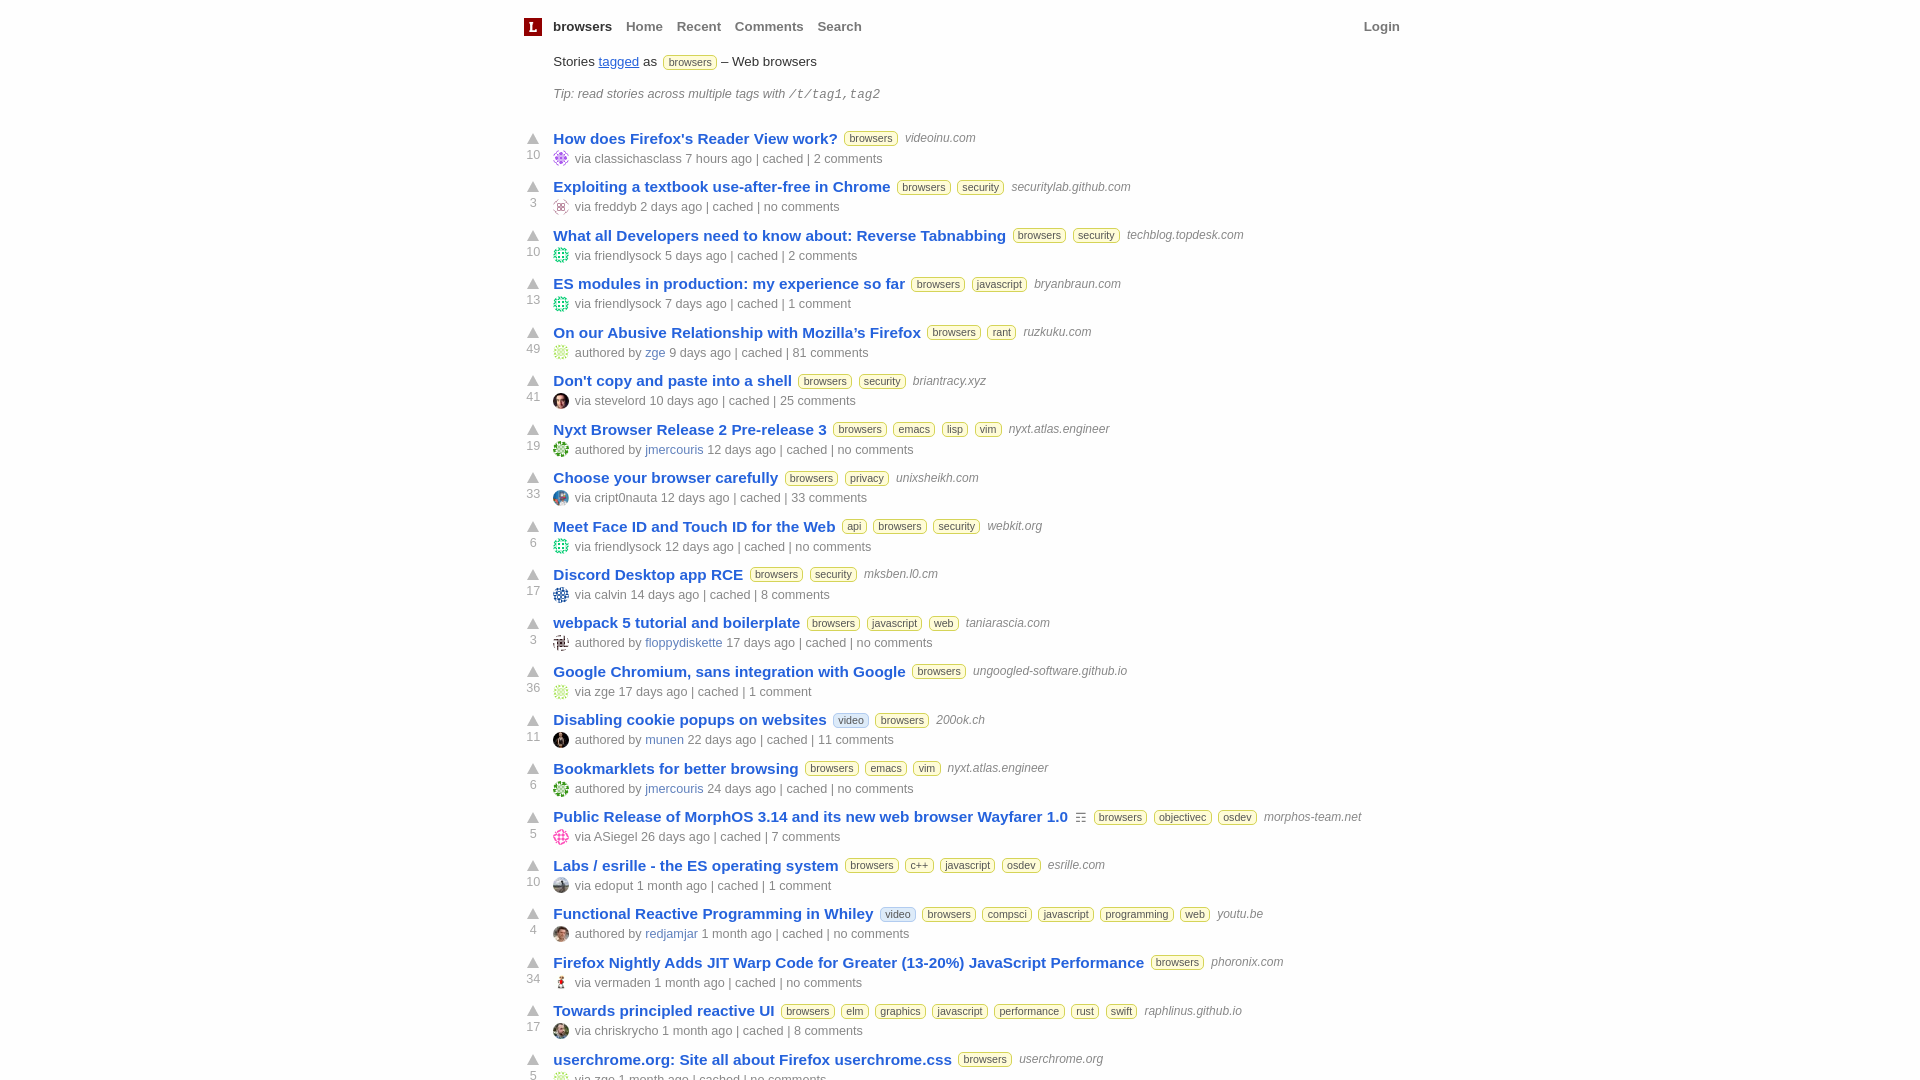 L browsers Home Recent Comments Search Login
Stories tagged as browsers – Web browsers
Tip: read stories across multiple tags with /t/tag1,tag2
How does Firefox's Reader View work? browsers videoinu.com
10 via classichasclass 7 hours ago | cached | 2 comments
Exploiting a textbook use-after-free in Chrome browsers security securitylab.github.com
3 via freddyb 2 days ago | cached | no comments
What all Developers need to know about: Reverse Tabnabbing browsers security techblog.topdesk.com
10 via friendlysock 5 days ago | cached | 2 comments
ES modules in production: my experience so far browsers javascript bryanbraun.com
13 via friendlysock 7 days ago | cached | 1 comment
On our Abusive Relationship with Mozilla’s Firefox browsers rant ruzkuku.com
49 authored by zge 9 days ago | cached | 81 comments
Don't copy and paste into a shell browsers security briantracy.xyz
41 via stevelord 10 days ago | cached | 25 comments
Nyxt Browser Release 2 Pre-release 3 browsers emacs lisp vim nyxt.atlas.engineer
19 authored by jmercouris 12 days ago | cached | no comments
Choose your browser carefully browsers privacy unixsheikh.com
33 via cript0nauta 12 days ago | cached | 33 comments
Meet Face ID and Touch ID for the Web api browsers security webkit.org
6 via friendlysock 12 days ago | cached | no comments
Discord Desktop app RCE browsers security mksben.l0.cm
17 via calvin 14 days ago | cached | 8 comments
webpack 5 tutorial and boilerplate browsers javascript web taniarascia.com
3 authored by floppydiskette 17 days ago | cached | no comments
Google Chromium, sans integration with Google browsers ungoogled-software.github.io
36 via zge 17 days ago | cached | 1 comment
Disabling cookie popups on websites video browsers 200ok.ch
11 authored by munen 22 days ago | cached | 11 comments
Bookmarklets for better browsing browsers emacs vim nyxt.atlas.engineer
6 authored by jmercouris 24 days ago | cached | no comments
Public Release of MorphOS 3.14 and its new web browser Wayfarer 1.0 ☶ browsers objectivec osdev morphos-team.net
5 via ASiegel 26 days ago | cached | 7 comments
Labs / esrille - the ES operating system browsers c++ javascript osdev esrille.com
10 via edoput 1 month ago | cached | 1 comment
Functional Reactive Programming in Whiley video browsers compsci javascript programming web youtu.be
4 authored by redjamjar 1 month ago | cached | no comments
Firefox Nightly Adds JIT Warp Code for Greater (13-20%) JavaScript Performance browsers phoronix.com
34 via vermaden 1 month ago | cached | no comments
Towards principled reactive UI browsers elm graphics javascript performance rust swift raphlinus.github.io
17 via chriskrycho 1 month ago | cached | 8 comments
userchrome.org: Site all about Firefox userchrome.css browsers userchrome.org
5 via zge 1 month ago | cached | no comments